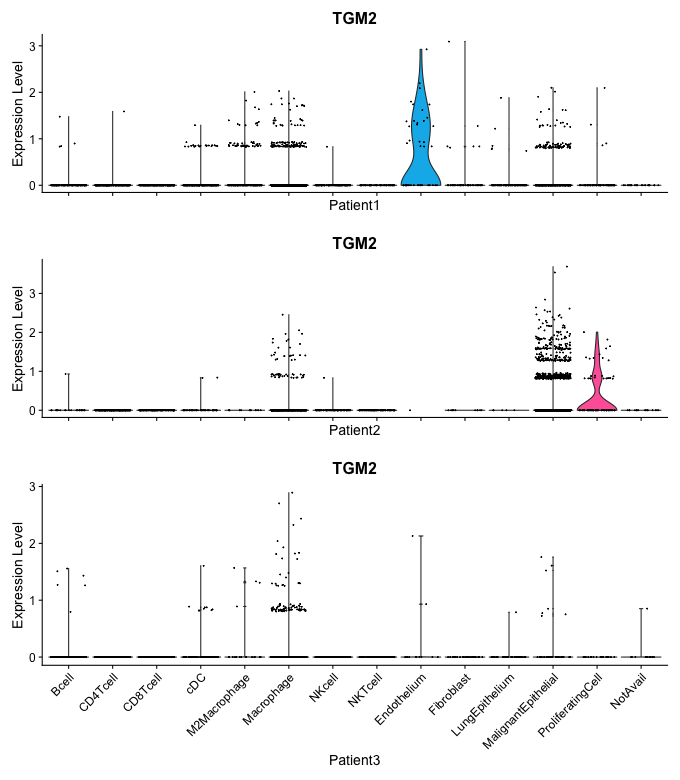 TGM2
Expression Level
3
2
1
0
Patient1
TGM2
Expression Level
3
2
1
0
Patient2
TGM2
Expression Level
3
2
1
0
Bcell
CD4Tcell
CD8Tcell
cDC
M2Macrophage
Macrophage
NKcell
NKTcell
Endothelium
Fibroblast
LungEpithelium
MalignantEpithelial
ProliferatingCell
NotAvail
Patient3